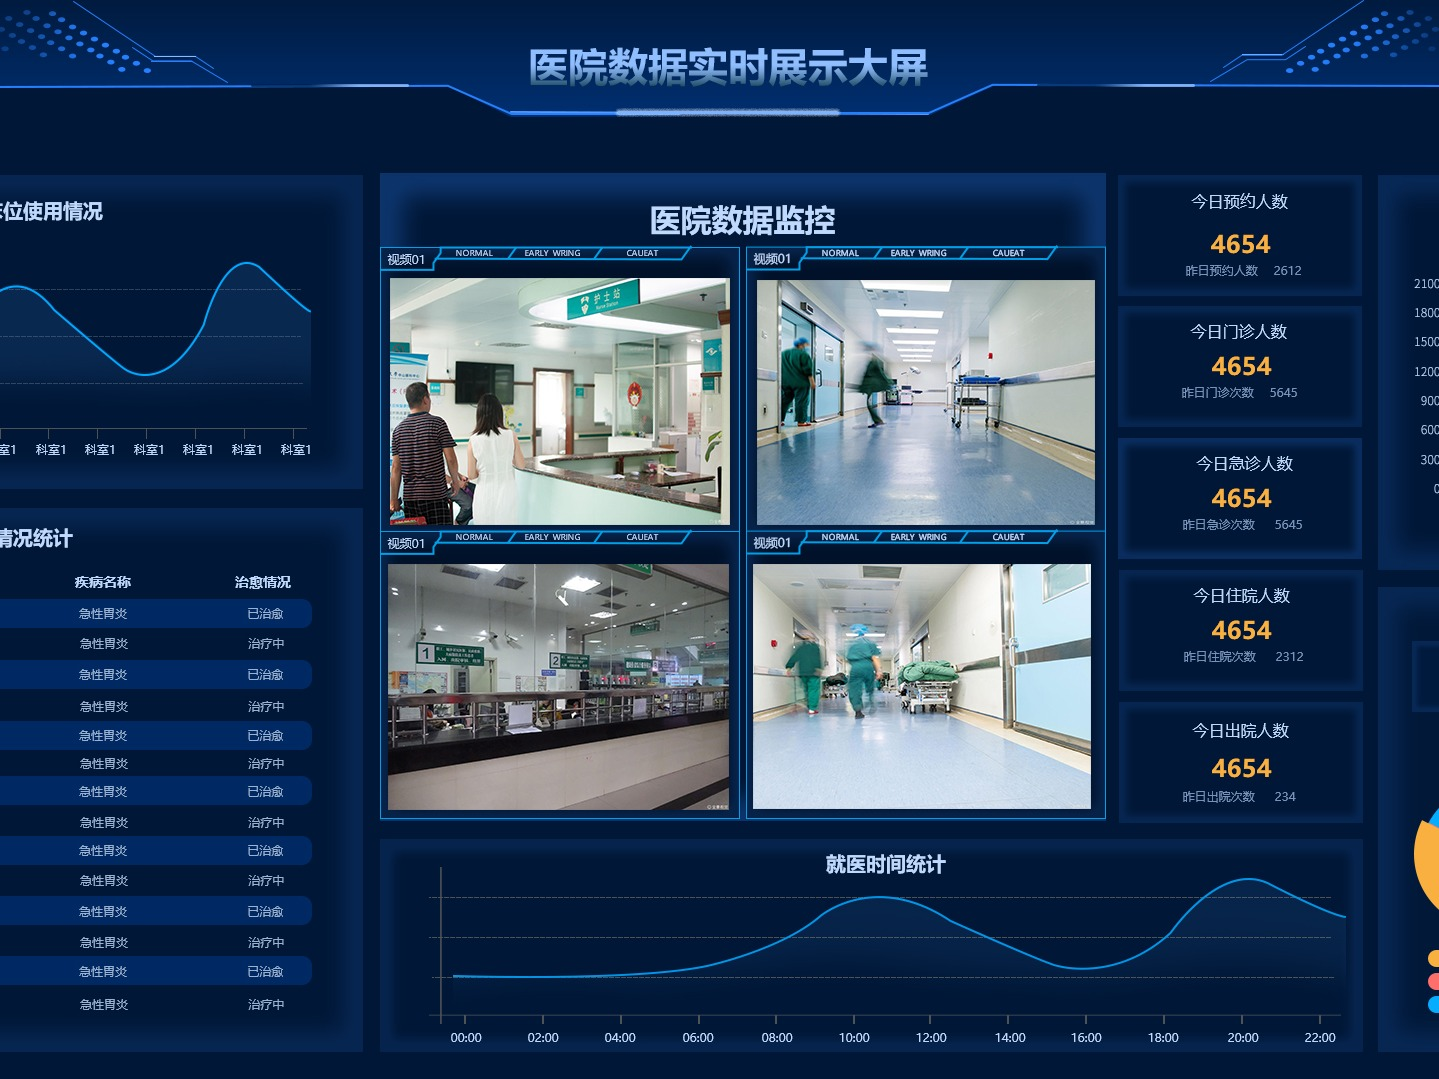 医院数据实时展示大屏
位使用情况
室1 科室1 科室1 科室1 科室1 科室1 科室1
情况统计
疾病名称 治愈情况
急性胃炎 已治愈
急性胃炎 治疗中
急性胃炎 已治愈
急性胃炎 治疗中
急性胃炎 已治愈
急性胃炎 治疗中
急性胃炎 已治愈
急性胃炎 治疗中
急性胃炎 已治愈
急性胃炎 治疗中
急性胃炎 已治愈
急性胃炎 治疗中
急性胃炎 已治愈
急性胃炎 治疗中
医院数据监控
视频01 NORMAL EARLY WRING CAUEAT
护士站
Nurse Station
视频01 NORMAL EARLY WRING CAUEAT
视频01 NORMAL EARLY WRING CAUEAT
1
2
视频01 NORMAL EARLY WRING CAUEAT
今日预约人数
4654
昨日预约人数 2612
今日门诊人数
4654
昨日门诊次数 5645
今日急诊人数
4654
昨日急诊次数 5645
今日住院人数
4654
昨日住院次数 2312
今日出院人数
4654
昨日出院次数 234
就医时间统计
00:00 02:00 04:00 06:00 08:00 10:00 12:00 14:00 16:00 18:00 20:00 22:00
2100
1800
1500
1200
900
600
300
0